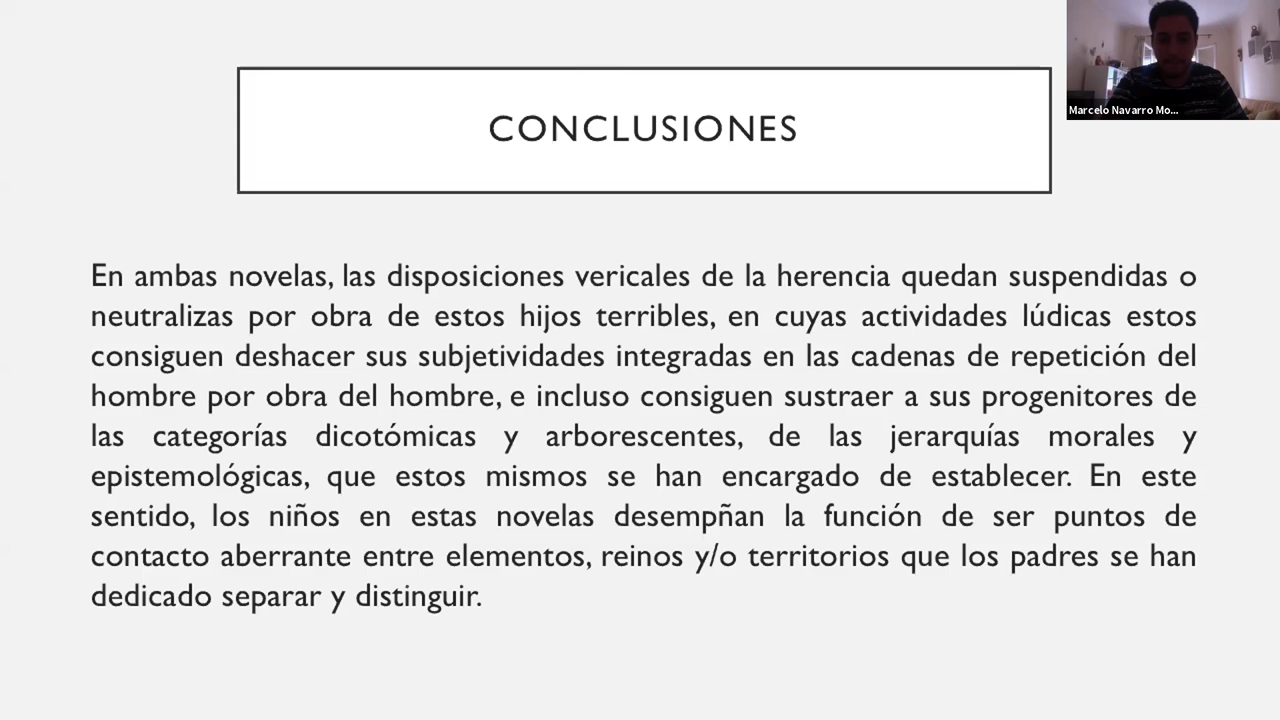 CONCLUSIONES
Marcelo Navarro Mo...
En ambas novelas, las disposiciones vericales de la herencia quedan suspendidas o
neutralizas por obra de estos hijos terribles, en cuyas actividades lúdicas estos
consiguen deshacer sus subjetividades integradas en las cadenas de repetición del
hombre por obra del hombre, e incluso consiguen sustraer a sus progenitores de
las categorías dicotómicas y arborescentes, de las jerarquías morales y
epistemológicas, que estos mismos se han encargado de establecer. En este
sentido, los niños en estas novelas desempñan la función de ser puntos de
contacto aberrante entre elementos, reinos y/o territorios que los padres se han
dedicado separar y distinguir.